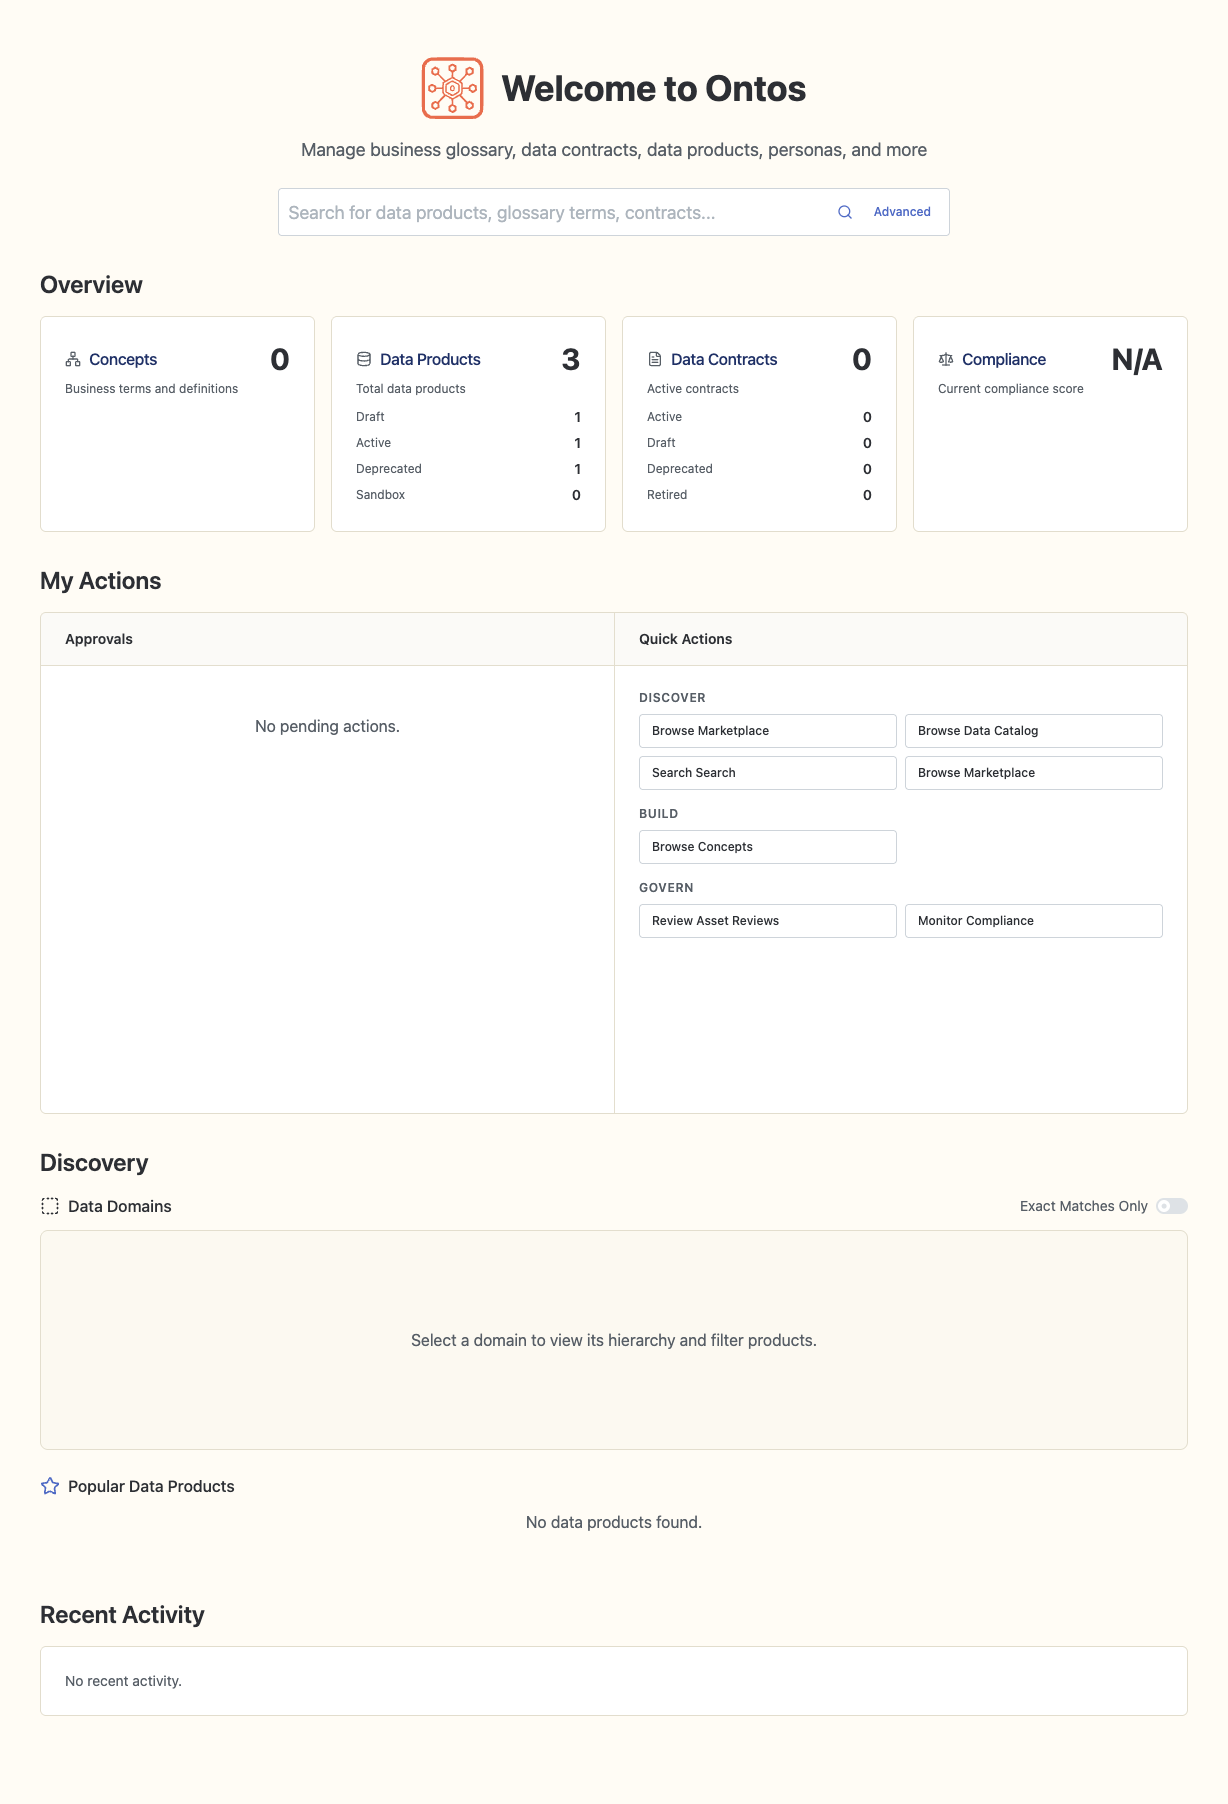 Welcome to Ontos
Manage business glossary, data contracts, data products, personas, and more
Search for data products, glossary terms, contracts...
Advanced
Overview
Concepts 0
Business terms and definitions
Data Products 3
Total data products
Draft 1
Active 1
Deprecated 1
Sandbox 0
Data Contracts 0
Active contracts
Active 0
Draft 0
Deprecated 0
Retired 0
Compliance N/A
Current compliance score
My Actions
Approvals
No pending actions.
Quick Actions
DISCOVER
Browse Marketplace
Browse Data Catalog
Search Search
Browse Marketplace
BUILD
Browse Concepts
GOVERN
Review Asset Reviews
Monitor Compliance
Discovery
Data Domains
Exact Matches Only
Select a domain to view its hierarchy and filter products.
Popular Data Products
No data products found.
Recent Activity
No recent activity.